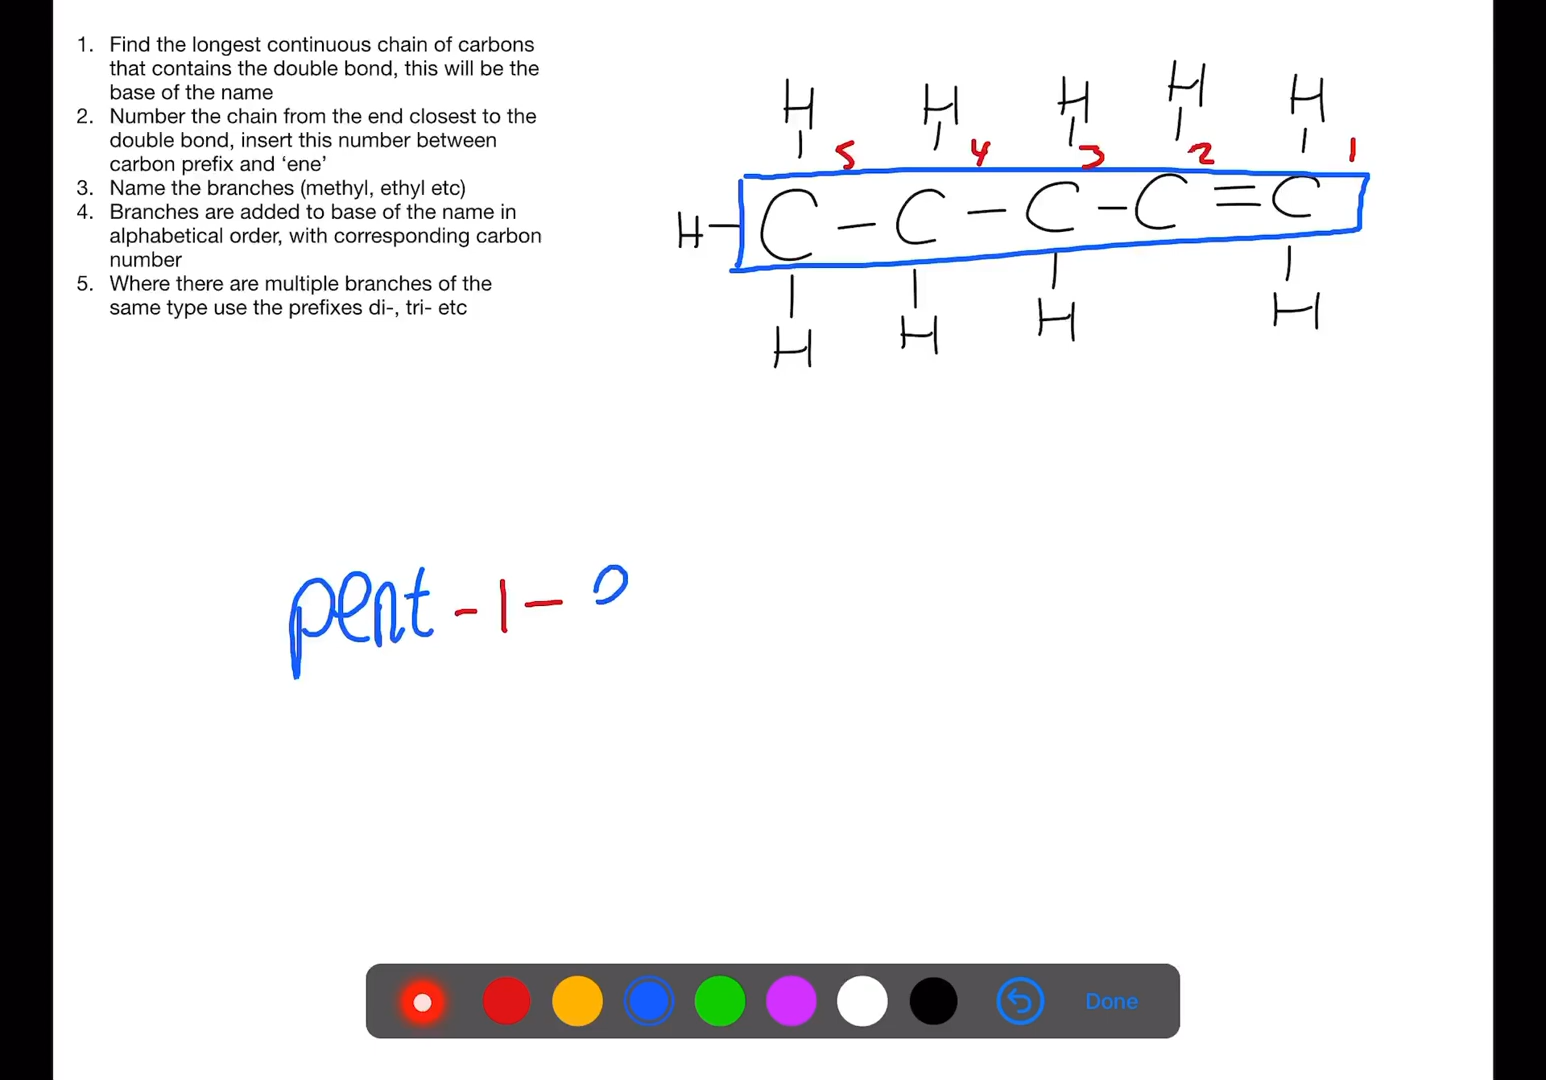 1. Find the longest continuous chain of carbons
that contains the double bond, this will be the
base of the name
2. Number the chain from the end closest to the
double bond, insert this number between
carbon prefix and ‘ene’
3. Name the branches (methyl, ethyl etc)
4. Branches are added to base of the name in
alphabetical order, with corresponding carbon
number
5. Where there are multiple branches of the
same type use the prefixes di-, tri- etc
H H H H H
5 4 3 2 1
H-C-C-C-C=C
H H H H
pent-1-
Done